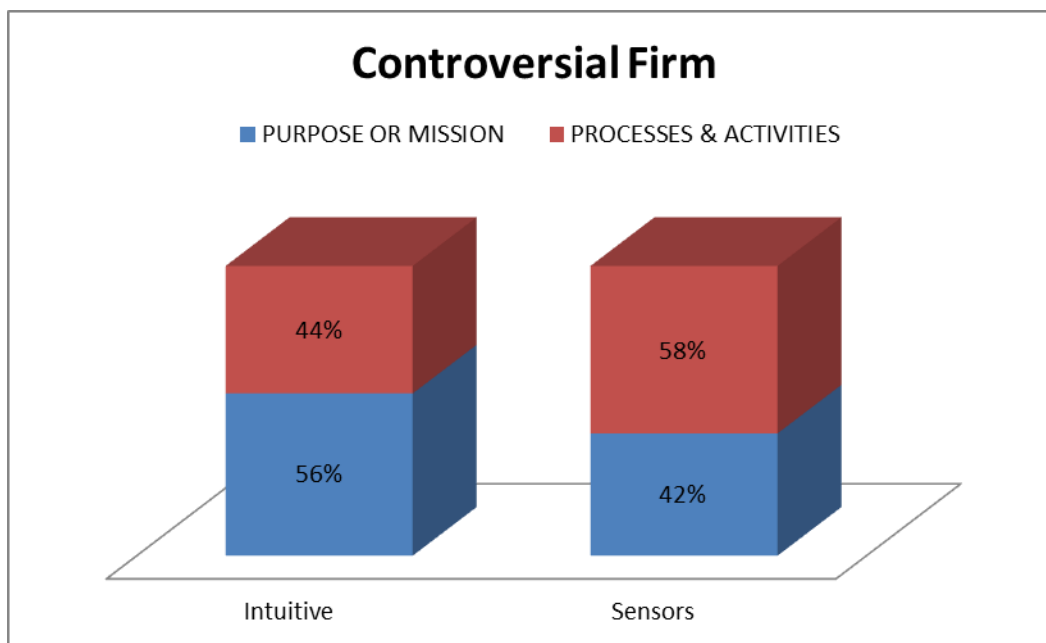 Controversial Firm
PURPOSE OR MISSION PROCESSES & ACTIVITIES
44%
58%
56%
42%
Intuitive Sensors